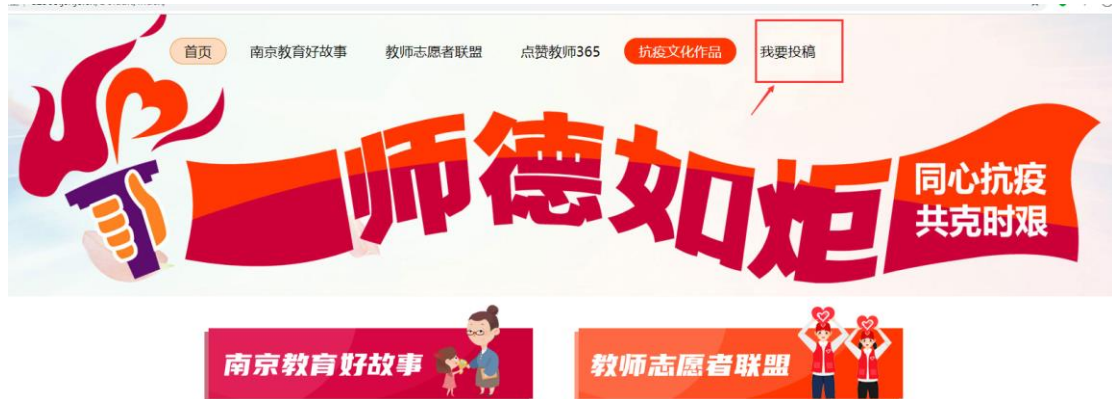 首页 南京教育好故事 教师志愿者联盟 点赞教师365 抗疫文化作品 我要投稿
师德如炬
同心抗疫
共克时艰
南京教育好故事 教师志愿者联盟